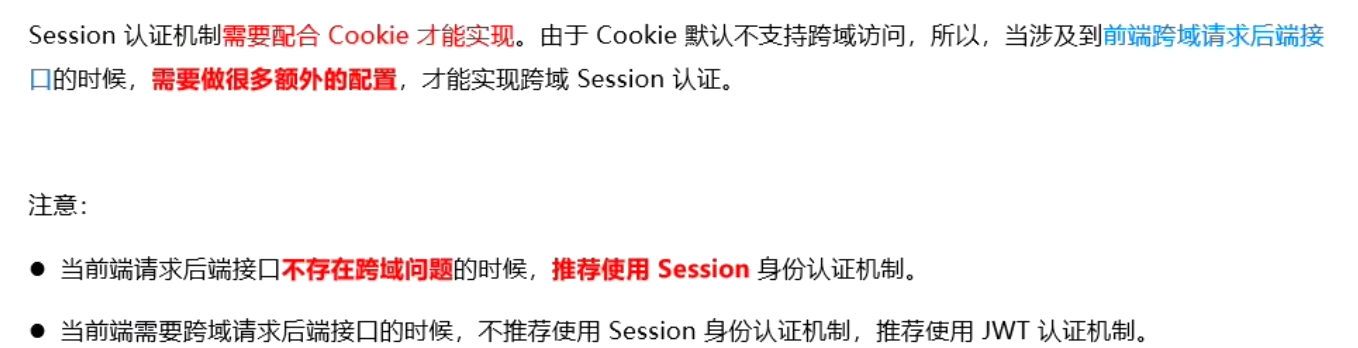 Session 认证机制需要配合 Cookie 才能实现。由于 Cookie 默认不支持跨域访问，所以，当涉及到前端跨域请求后端接
口的时候，需要做很多额外的配置，才能实现跨域 Session 认证。
注意：
● 当前端请求后端接口不存在跨域问题的时候，推荐使用 Session 身份认证机制。
● 当前端需要跨域请求后端接口的时候，不推荐使用 Session 身份认证机制，推荐使用 JWT 认证机制。